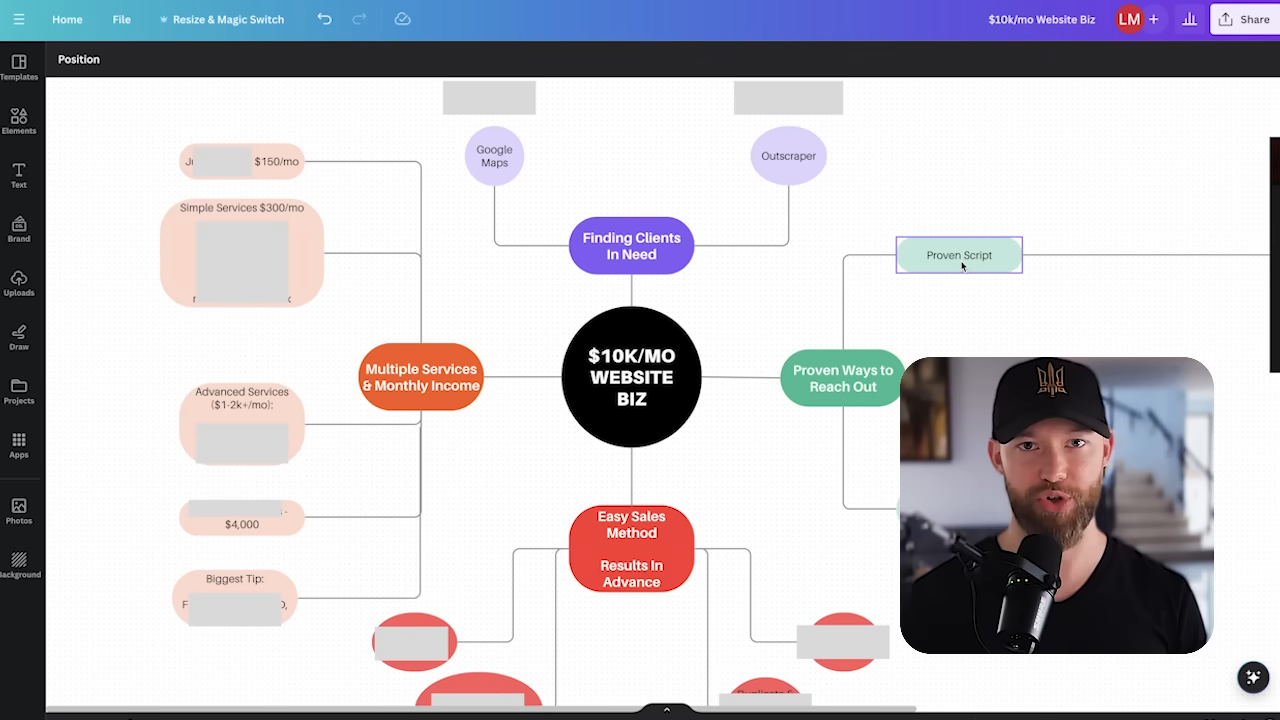 Home File Resize & Magic Switch $10k/mo Website Biz LM + Share
Position
Templates
Elements
Text
Brand
Uploads
Draw
Projects
Apps
Photos
Background
Google
Maps
Outscraper
Finding Clients
In Need
$150/mo
Simple Services $300/mo
Multiple Services
& Monthly Income
Advanced Services
($1-2k+/mo):
$4,000
Biggest Tip:
$10K/MO
WEBSITE
BIZ
Proven Script
Proven Ways to
Reach Out
Easy Sales
Method
Results In
Advance